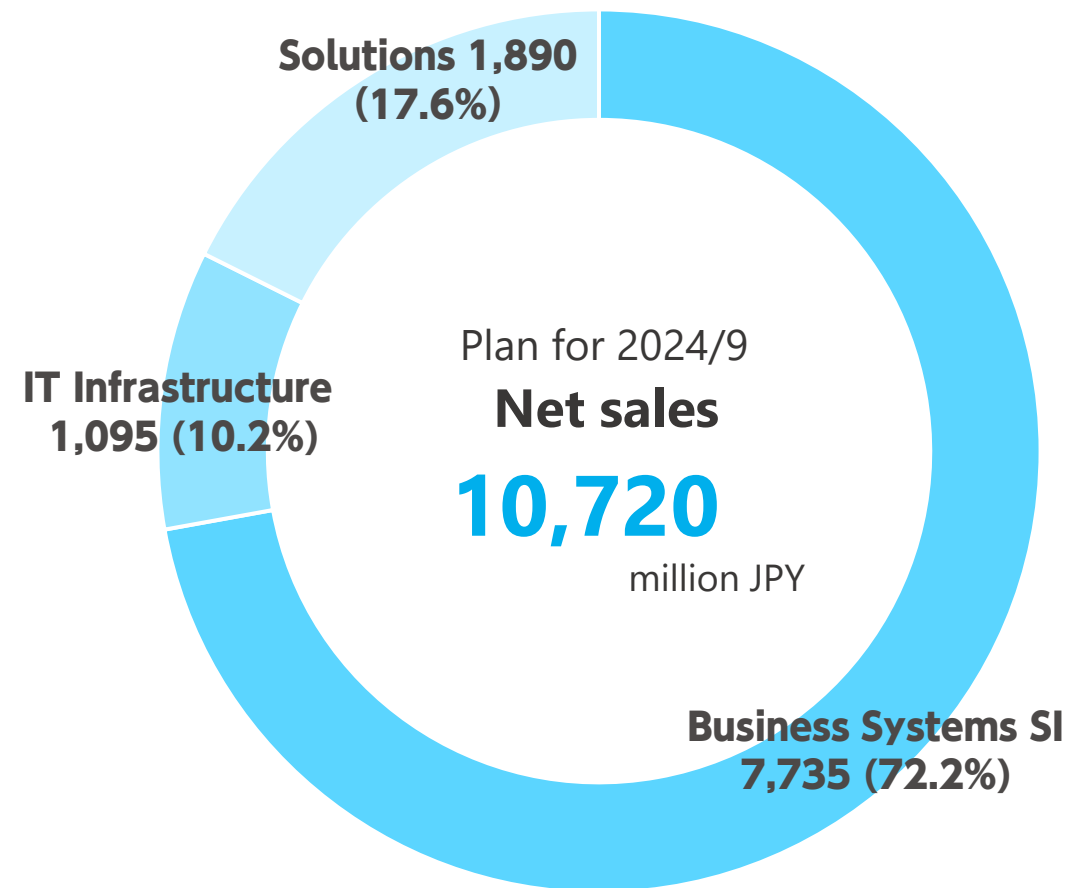 Solutions 1,890
(17.6%)
IT Infrastructure
1,095 (10.2%)
Plan for 2024/9
Net sales
10,720
million JPY
Business Systems SI
7,735 (72.2%)